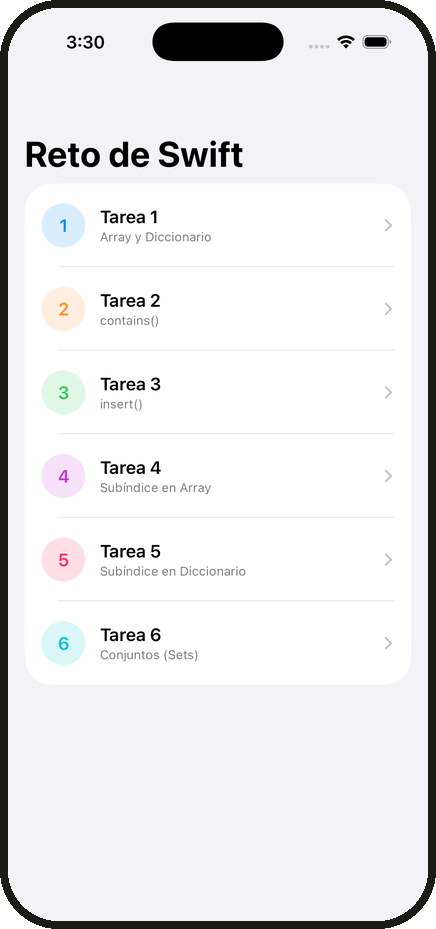 3:30
Reto de Swift
1
Tarea 1
Array y Diccionario
2
Tarea 2
contains()
3
Tarea 3
insert()
4
Tarea 4
Subíndice en Array
5
Tarea 5
Subíndice en Diccionario
6
Tarea 6
Conjuntos (Sets)